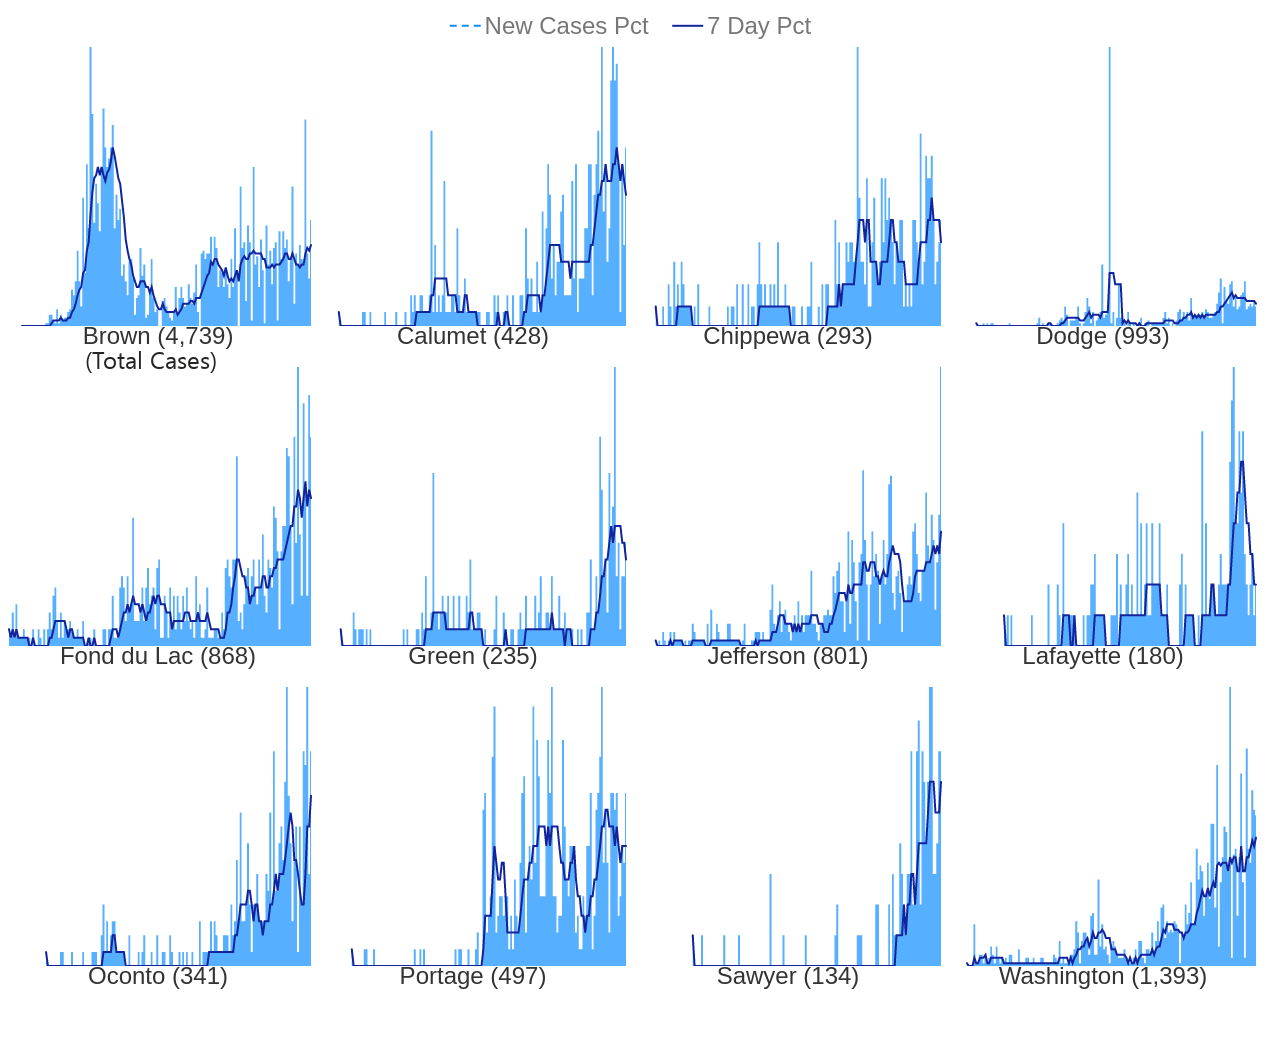 New Cases Pct 7 Day Pct
Brown (4,739) Calumet (428) Chippewa (293) Dodge (993)
(Total Cases)
Fond du Lac (868) Green (235) Jefferson (801) Lafayette (180)
Oconto (341) Portage (497) Sawyer (134) Washington (1,393)